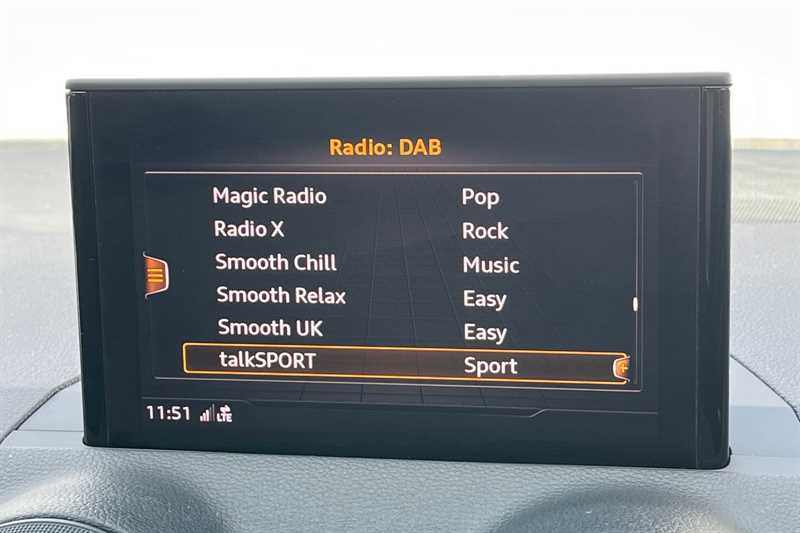 Radio: DAB
Magic Radio Pop
Radio X Rock
Smooth Chill Music
Smooth Relax Easy
Smooth UK Easy
talkSPORT Sport
11:51 LTE